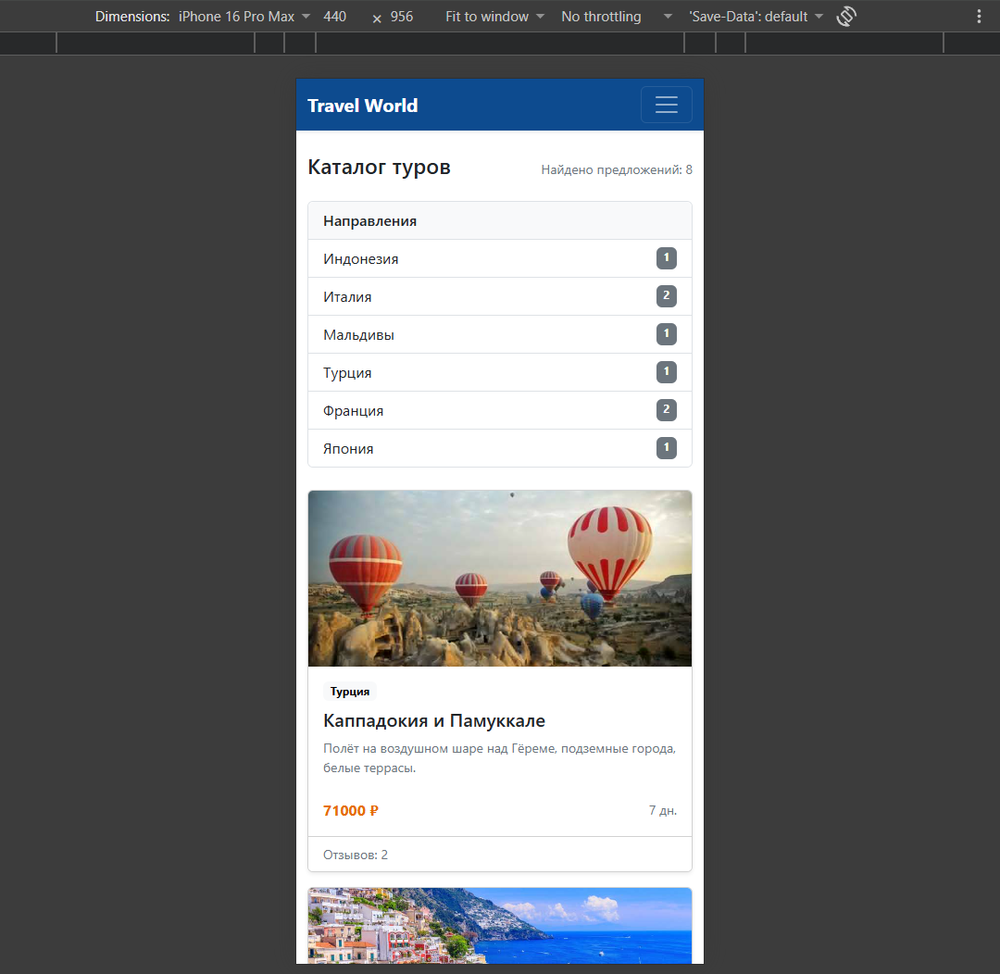 Dimensions: iPhone 16 Pro Max 440 × 956 Fit to window No throttling 'Save-Data': default
Travel World
Каталог туров Найдено предложений: 8
Направления
Индонезия 1
Италия 2
Мальдивы 1
Турция 1
Франция 2
Япония 1
Турция
Каппадокия и Памуккале
Полёт на воздушном шаре над Гёреме, подземные города,
белые террасы.
71000 ₽ 7 дн.
Отзывов: 2